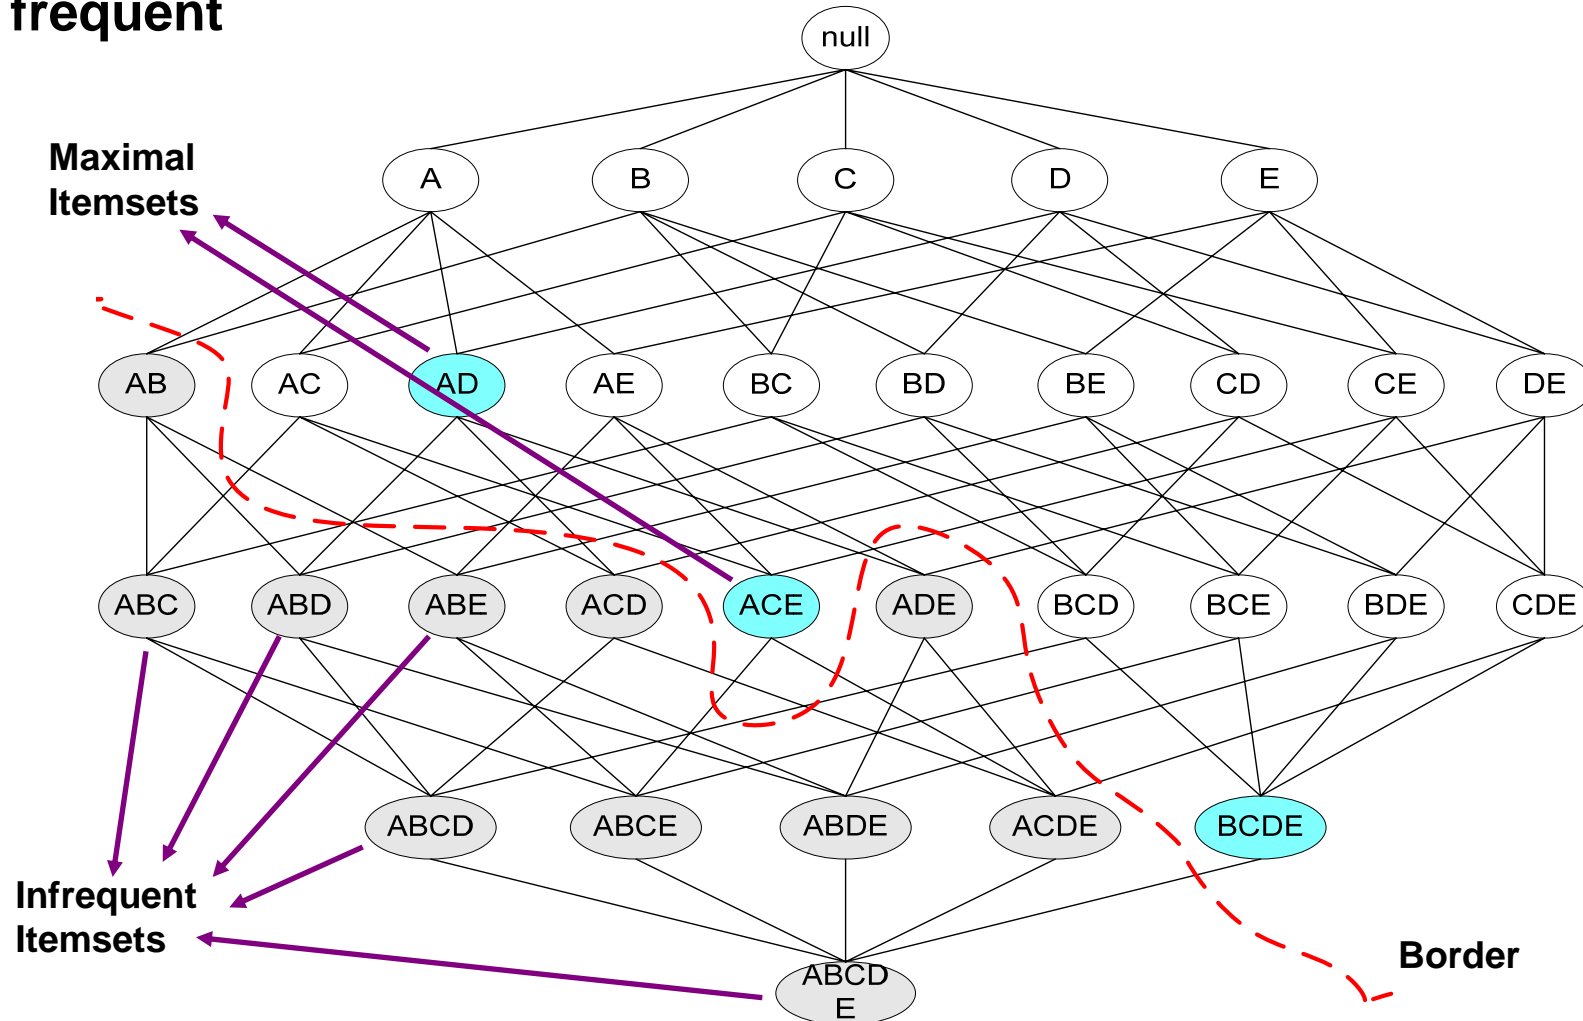 frequent
null
Maximal
Itemsets
A B C D E
AB AC AD AE BC BD BE CD CE DE
ABC ABD ABE ACD ACE ADE BCD BCE BDE CDE
ABCD ABCE ABDE ACDE BCDE
Infrequent
Itemsets
Border
ABCD
E